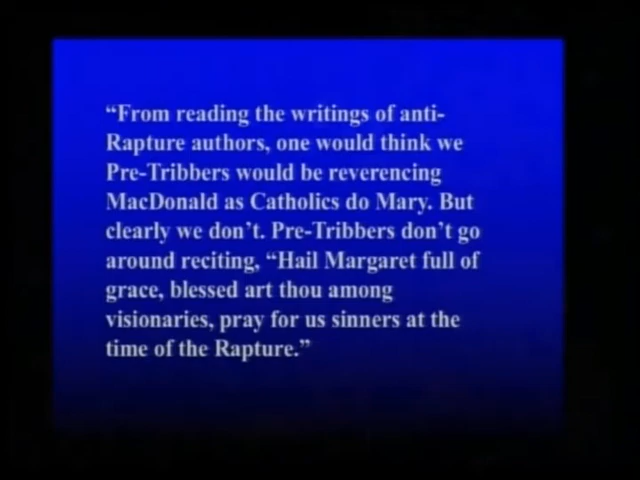 “From reading the writings of anti-
Rapture authors, one would think we
Pre-Tribbers would be reverencing
MacDonald as Catholics do Mary. But
clearly we don’t. Pre-Tribbers don’t go
around reciting, “Hail Margaret full of
grace, blessed art thou among
visionaries, pray for us sinners at the
time of the Rapture.”